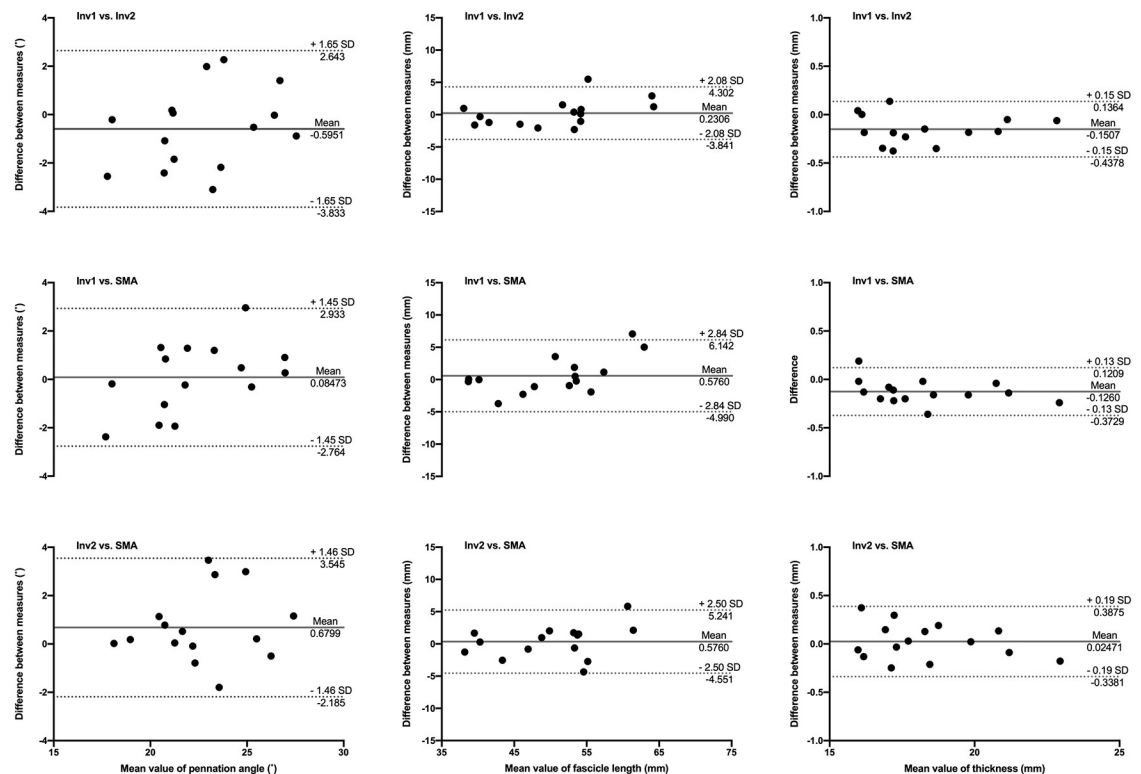 Inv1 vs. Inv2
Difference between measures (°)
4
2
0
-2
-4
+ 1.65 SD
2.643
Mean
-0.5951
- 1.65 SD
-3.833
Inv1 vs. Inv2
Difference between measures (mm)
15
10
5
0
-5
-10
-15
+ 2.08 SD
4.302
Mean
0.2306
- 2.08 SD
-3.841
Inv1 vs. Inv2
Difference between measures (mm)
1.0
0.5
0.0
-0.5
-1.0
+ 0.15 SD
0.1364
Mean
-0.1507
- 0.15 SD
-0.4378
Inv1 vs. SMA
Difference between measures (°)
4
2
0
-2
-4
+ 1.45 SD
2.933
Mean
0.08473
- 1.45 SD
-2.764
Inv1 vs. SMA
Difference between measures (mm)
15
10
5
0
-5
-10
-15
+ 2.84 SD
6.142
Mean
0.5760
- 2.84 SD
-4.990
Inv1 vs. SMA
Difference
1.0
0.5
0.0
-0.5
-1.0
+ 0.13 SD
0.1209
Mean
-0.1260
- 0.13 SD
-0.3729
Inv2 vs. SMA
Difference between measures (°)
4
2
0
-2
-4
+ 1.46 SD
3.545
Mean
0.6799
- 1.46 SD
-2.185
15
20
25
30
Mean value of pennation angle (°)
Inv2 vs. SMA
Difference between measures (mm)
15
10
5
0
-5
-10
-15
+ 2.50 SD
5.241
Mean
0.5760
- 2.50 SD
-4.551
35
45
55
65
75
Mean value of fascicle length (mm)
Inv2 vs. SMA
Difference between measures (mm)
1.0
0.5
0.0
-0.5
-1.0
+ 0.19 SD
0.3875
Mean
0.02471
- 0.19 SD
-0.3381
15
20
25
Mean value of thickness (mm)